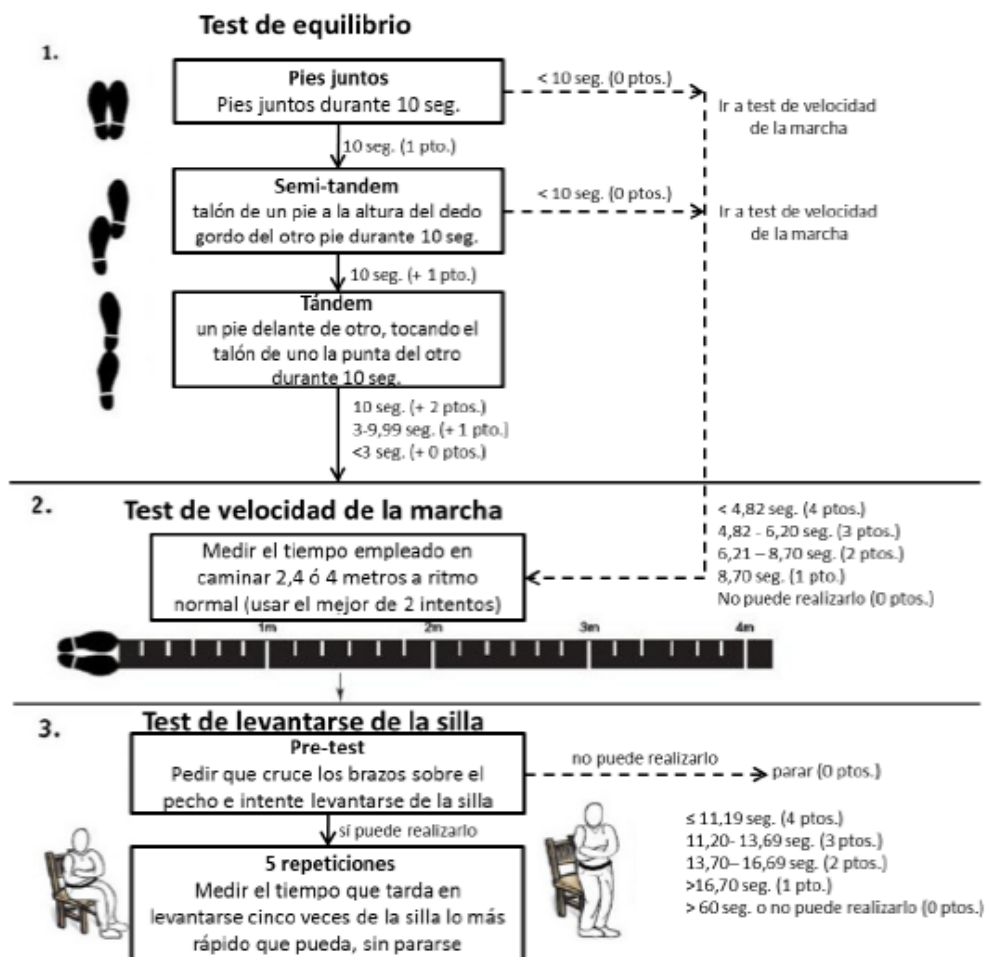 Test de equilibrio
1.
Pies juntos
Pies juntos durante 10 seg.
< 10 seg. (0 ptos.)
Ir a test de velocidad
de la marcha
10 seg. (1 pto.)
Semi-tandem
talón de un pie a la altura del dedo
gordo del otro pie durante 10 seg.
< 10 seg. (0 ptos.)
Ir a test de velocidad
de la marcha
10 seg. (+ 1 pto.)
Tándem
un pie delante de otro, tocando el
talón de uno la punta del otro
durante 10 seg.
10 seg. (+ 2 ptos.)
3-9,99 seg. (+ 1 pto.)
<3 seg. (+ 0 ptos.)
2.
Test de velocidad de la marcha
Medir el tiempo empleado en
caminar 2,4 ó 4 metros a ritmo
normal (usar el mejor de 2 intentos)
< 4,82 seg. (4 ptos.)
4,82 - 6,20 seg. (3 ptos.)
6,21 – 8,70 seg. (2 ptos.)
8,70 seg. (1 pto.)
No puede realizarlo (0 ptos.)
1m 2m 3m 4m
3.
Test de levantarse de la silla
Pre-test
Pedir que cruce los brazos sobre el
pecho e intente levantarse de la silla
no puede realizarlo
parar (0 ptos.)
sí puede realizarlo
5 repeticiones
Medir el tiempo que tarda en
levantarse cinco veces de la silla lo más
rápido que pueda, sin pararse
≤ 11,19 seg. (4 ptos.)
11,20- 13,69 seg. (3 ptos.)
13,70– 16,69 seg. (2 ptos.)
>16,70 seg. (1 pto.)
> 60 seg. o no puede realizarlo (0 ptos.)